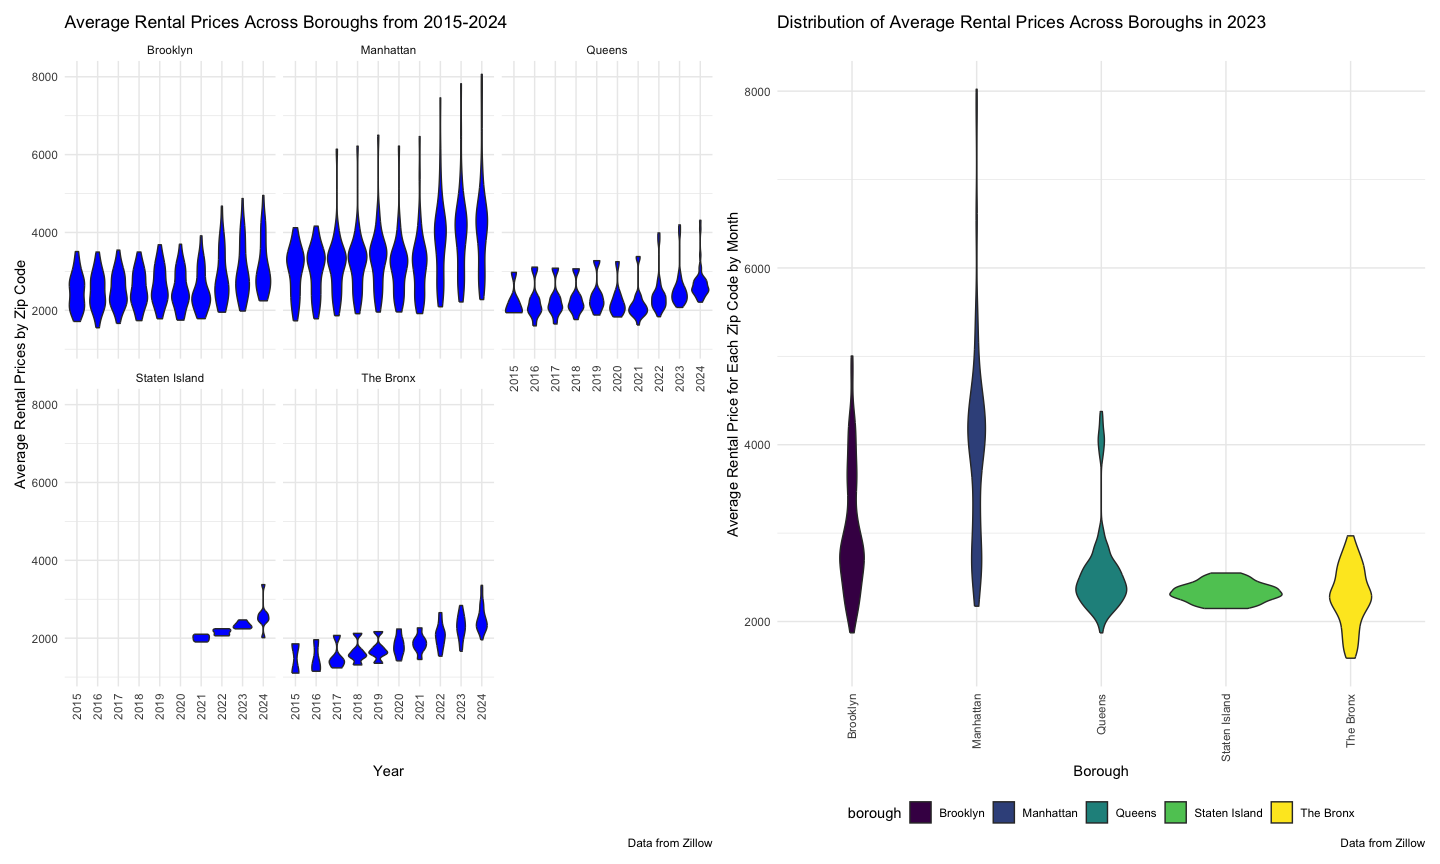 Average Rental Prices Across Boroughs from 2015-2024
Brooklyn Manhattan Queens
8000
6000
4000
2000
2015 2016 2017 2018 2019 2020 2021 2022 2023 2024
Staten Island The Bronx
8000
6000
4000
2000
2015 2016 2017 2018 2019 2020 2021 2022 2023 2024 2015 2016 2017 2018 2019 2020 2021 2022 2023 2024
Average Rental Prices by Zip Code
Year
Data from Zillow
Distribution of Average Rental Prices Across Boroughs in 2023
8000
6000
4000
2000
Average Rental Price for Each Zip Code by Month
Brooklyn Manhattan Queens Staten Island The Bronx
Borough
borough Brooklyn Manhattan Queens Staten Island The Bronx
Data from Zillow